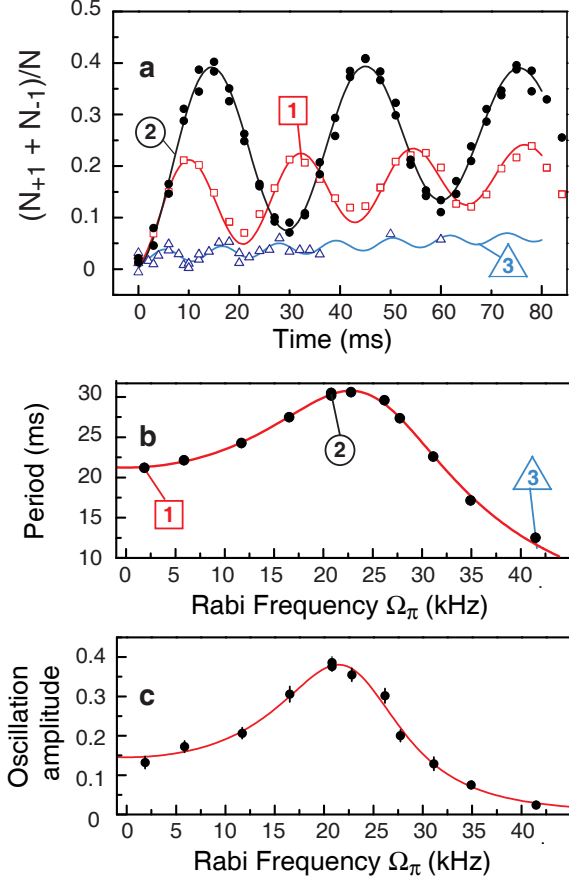 a
(N+1 + N-1)/N
0.5
0.4
0.3
0.2
0.1
0
1
2
3
0 10 20 30 40 50 60 70 80
Time (ms)
b
Period (ms)
30
25
20
15
10
1
2
3
0 5 10 15 20 25 30 35 40
Rabi Frequency Ωπ (kHz)
c
Oscillation
amplitude
0.4
0.3
0.2
0.1
0
0 5 10 15 20 25 30 35 40
Rabi Frequency Ωπ (kHz)